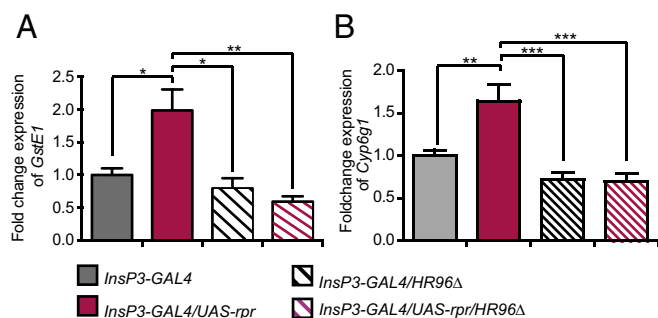 A
B
Fold change expression of GstE1
2.5
2.0
1.5
1.0
0.5
0.0
*
*
**
Foldchange expression of Cyp6g1
2.0
1.5
1.0
0.5
0.0
**
***
***
InsP3-GAL4
InsP3-GAL4/UAS-rpr
InsP3-GAL4/HR96Δ
InsP3-GAL4/UAS-rpr/HR96Δ